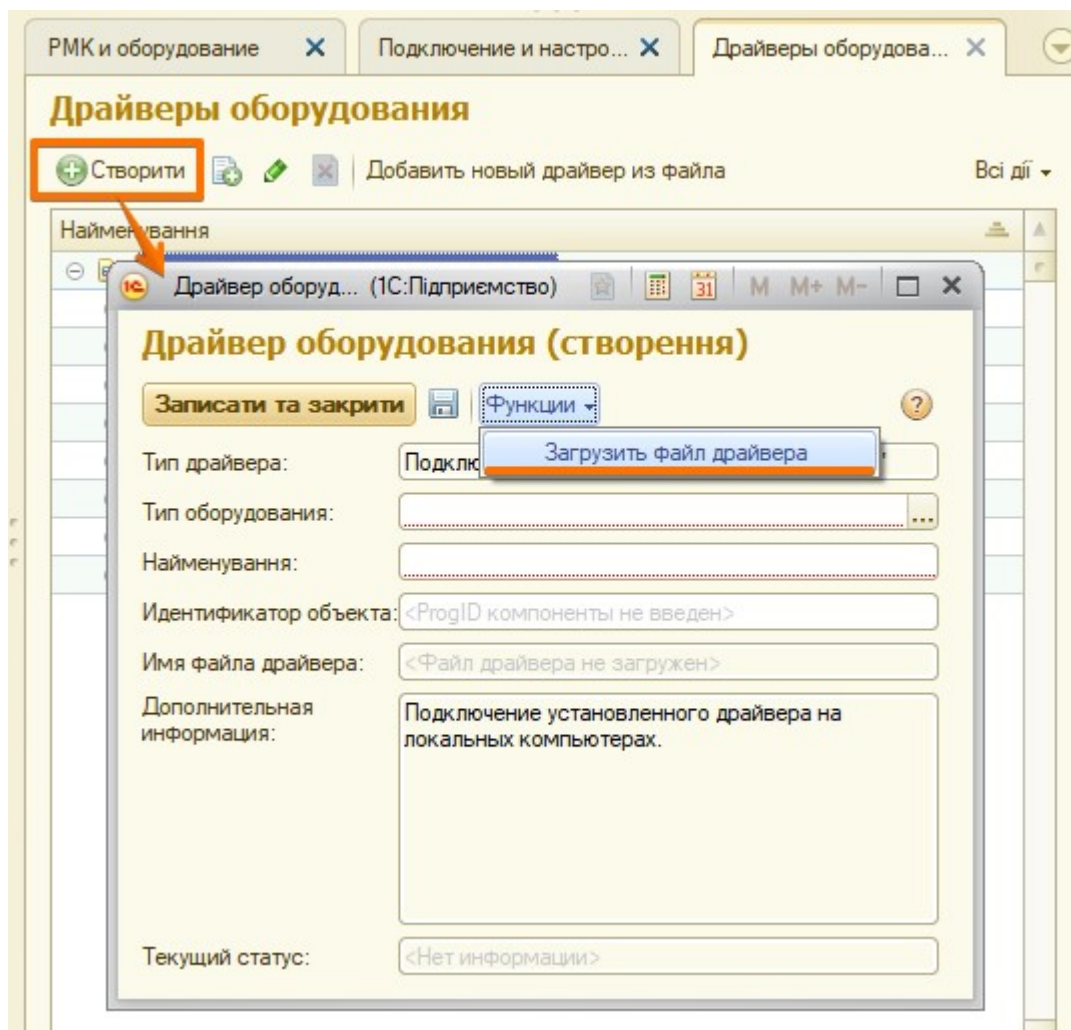 РМК и оборудование
Подключение и настро...
Драйверы оборудова...
Драйверы оборудования
Створити
Добавить новый драйвер из файла
Всі дії
Найменування
1С
Драйвер оборуд... (1С:Підприємство)
31
M M+ M-
Драйвер оборудования (створення)
Записати та закрити
Функции
?
Загрузить файл драйвера
Тип драйвера:
Тип оборудования:
...
Найменування:
Идентификатор объекта:
<ProgID компоненты не введен>
Имя файла драйвера:
<Файл драйвера не загружен>
Дополнительная
информация:
Подключение установленного драйвера на
локальных компьютерах.
Текущий статус:
<Нет информации>